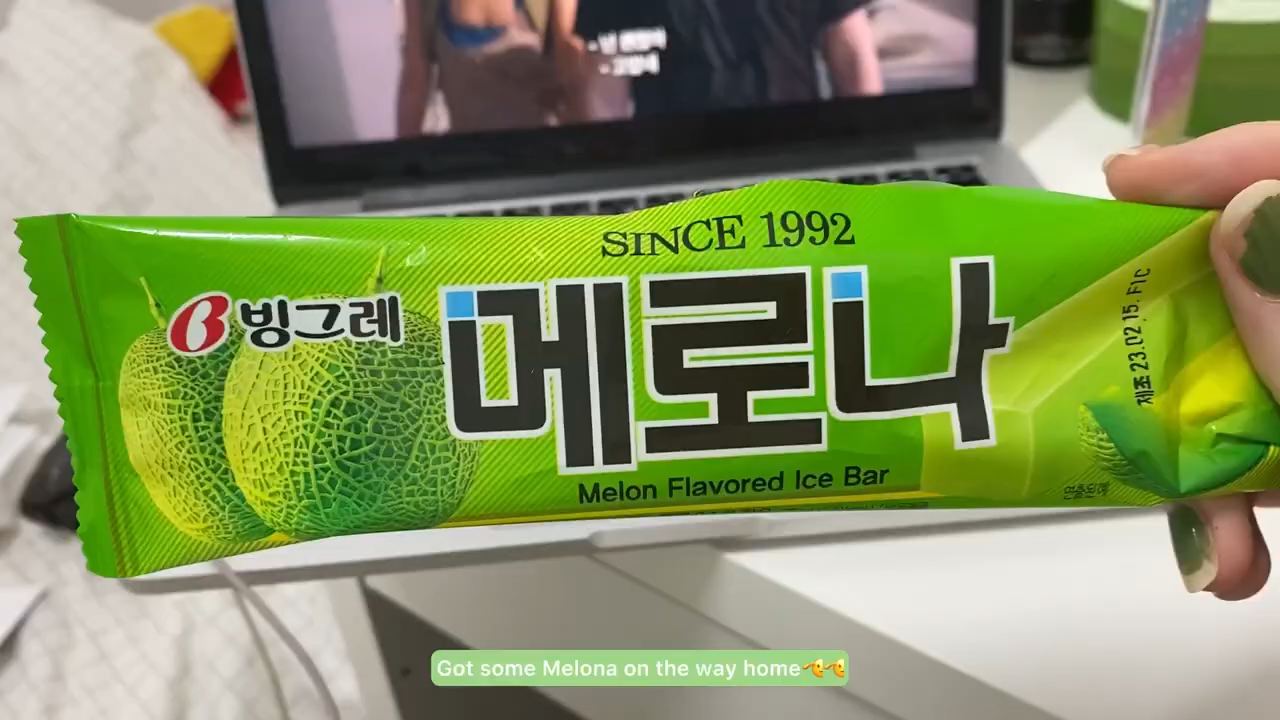 SINCE 1992
B 빙그레
메로나
Melon Flavored Ice Bar
제조 23.02.15. F1C
Got some Melona on the way home🫠🫠